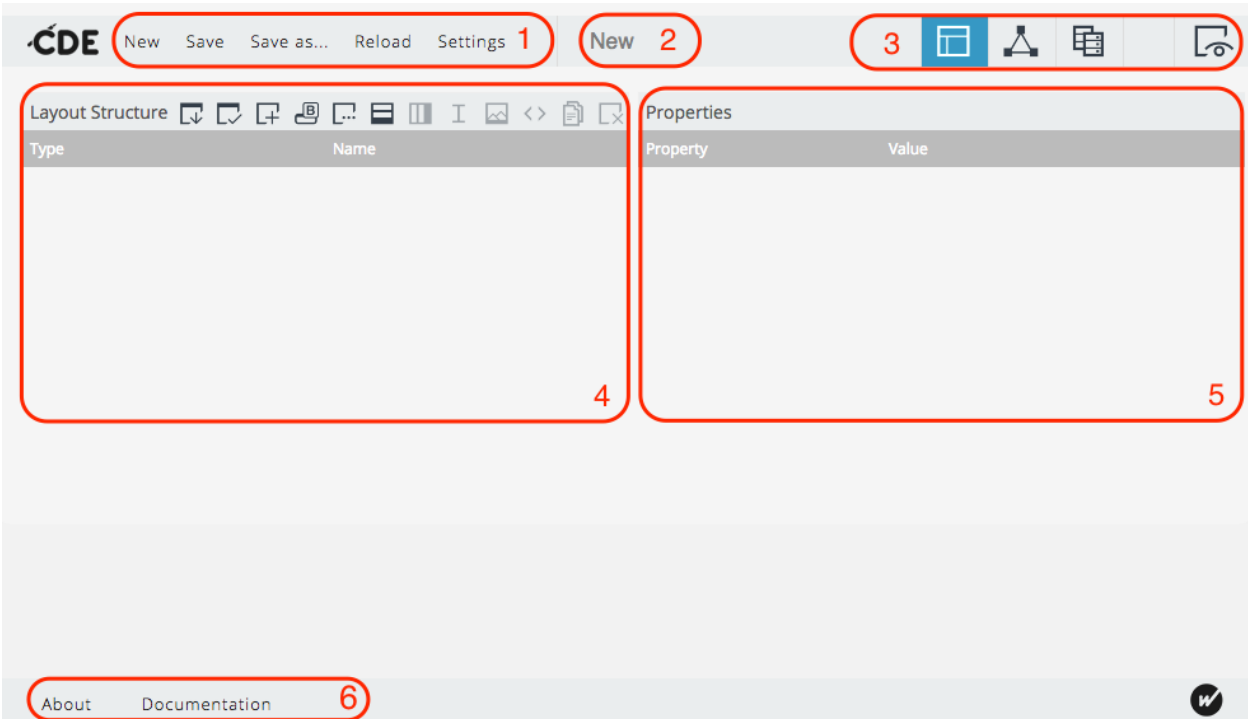 CDE New Save Save as... Reload Settings 1 New 2 3
Layout Structure B Properties
Type Name Property Value
4 5
About Documentation 6 w